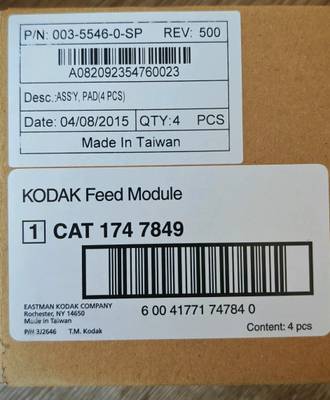 P/N: 003-5546-0-SP REV: 500
A082092354760023
Desc.:ASS'Y, PAD(4 PCS)
Date: 04/08/2015 QTY:4 PCS
Made In Taiwan
KODAK Feed Module
1 CAT 174 7849
EASTMAN KODAK COMPANY
Rochester, NY 14650
Made in Taiwan
P/N 3J2646 T.M. Kodak
6 00 41771 74784 0
Content: 4 pcs